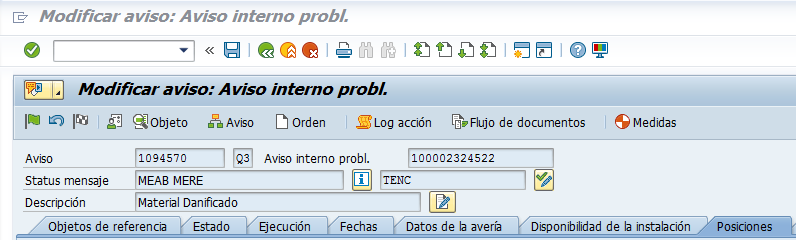 Modificar aviso: Aviso interno probl.
Modificar aviso: Aviso interno probl.
Objeto Aviso Orden Log acción Flujo de documentos Medidas
Aviso 1094570 Q3 Aviso interno probl. 100002324522
Status mensaje MEAB MERE TENC
Descripción Material Danificado
Objetos de referencia Estado Ejecución Fechas Datos de la avería Disponibilidad de la instalación Posiciones